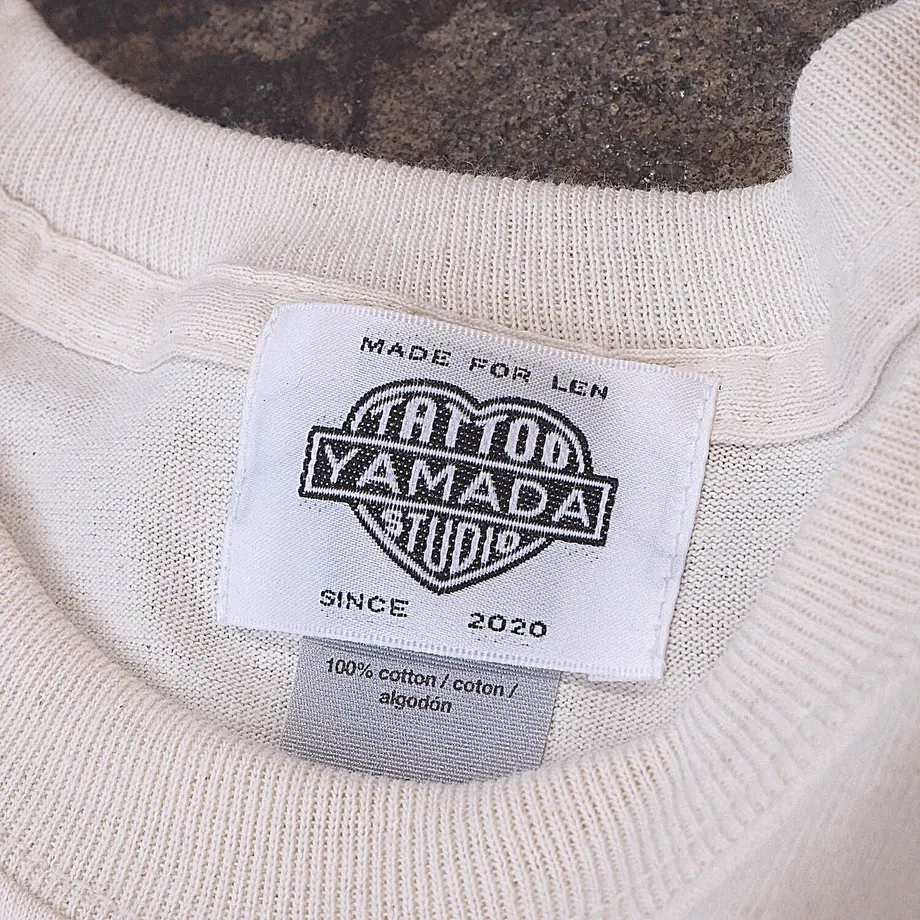 MADE FOR LEN
TATTOO
YAMADA
STUDIO
SINCE 2020
100% cotton / coton /
algodón